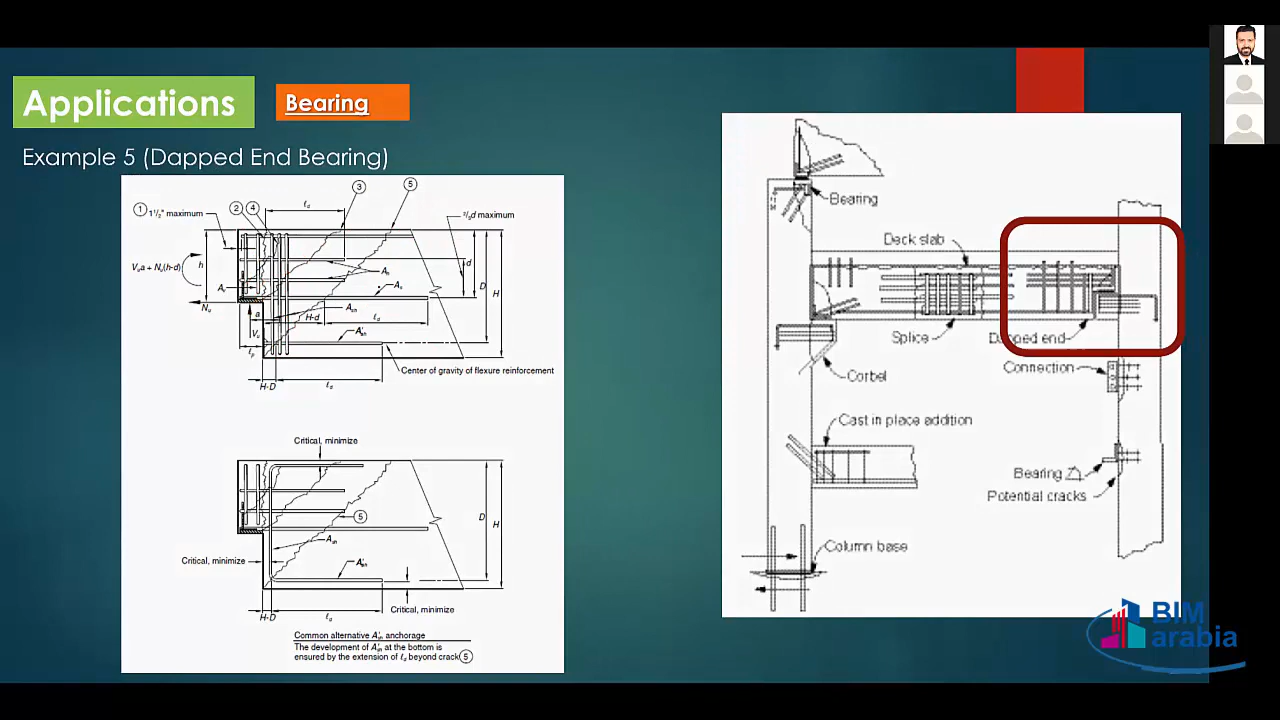 Applications
Bearing
Example 5 (Dapped End Bearing)
3
5
1
1 1/2" maximum
2
4
ℓd
2/3d maximum
Vua + Nu(h-d)
h
d
D
H
Ah
As
Ash
Nu
a
H-d
ℓd
Vu
A'sh
ℓp
Center of gravity of flexure reinforcement
H-D
Critical, minimize
5
D
H
Ash
Critical, minimize
A'sh
Critical, minimize
H-D
Common alternative A'sh anchorage
The development of A'sh at the bottom is
ensured by the extension of ℓd beyond crack 5
Bearing
Deck slab
Splice
Dapped end
Corbel
Connection
Cast in place addition
Bearing
Potential cracks
Column base
BIM
arabia